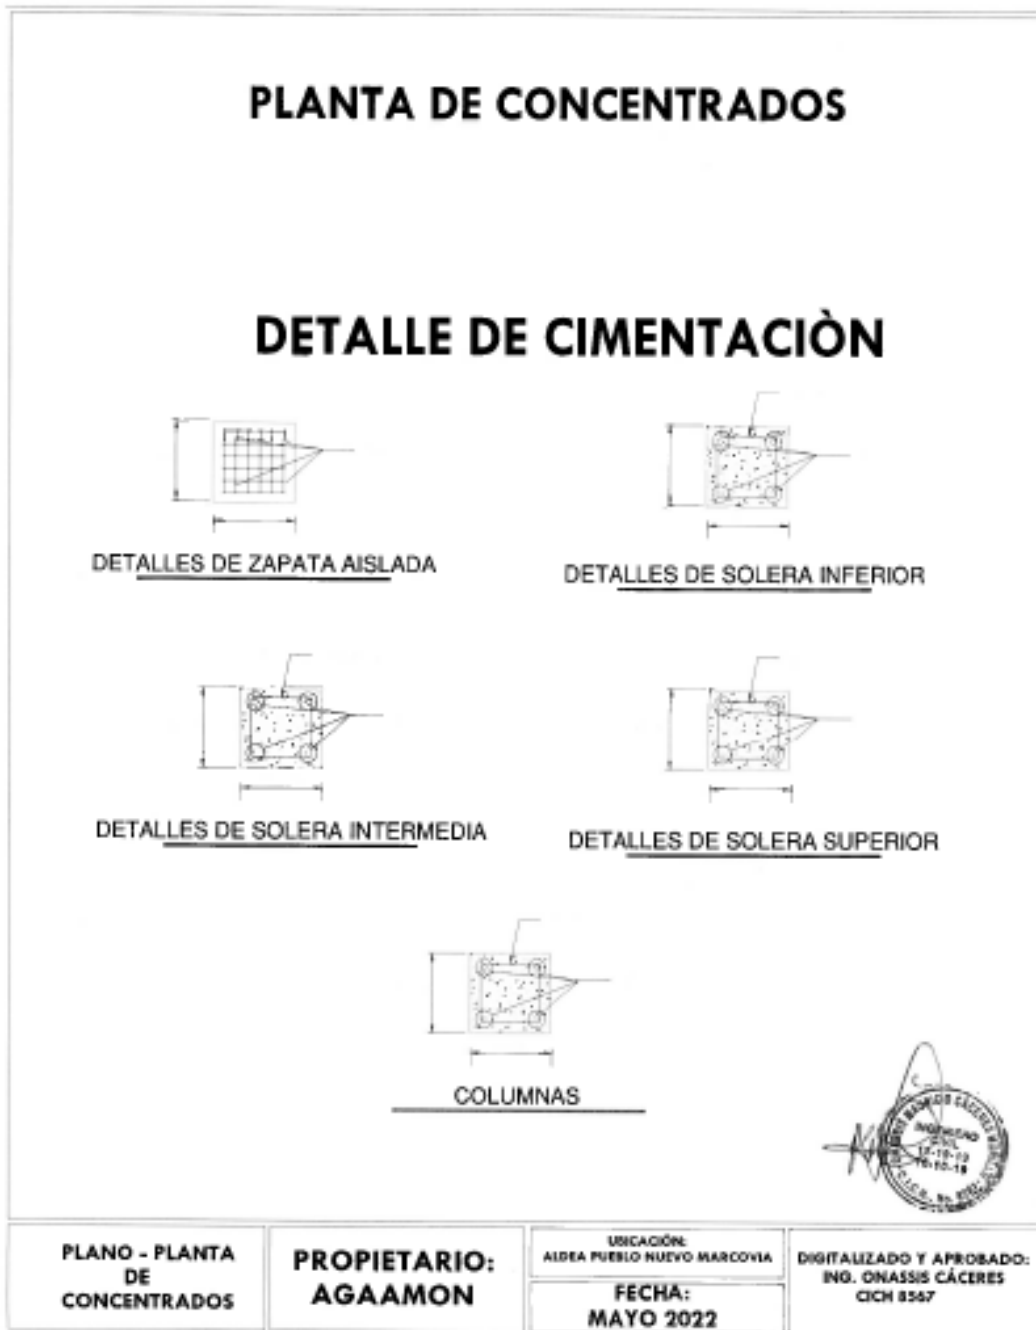 PLANTA DE CONCENTRADOS
DETALLE DE CIMENTACIÒN
DETALLES DE ZAPATA AISLADA
DETALLES DE SOLERA INFERIOR
DETALLES DE SOLERA INTERMEDIA
DETALLES DE SOLERA SUPERIOR
COLUMNAS
INGENIERO
CIVIL
PLANO - PLANTA
DE
CONCENTRADOS
PROPIETARIO:
AGAAMON
UBICACIÓN:
ALDEA PUEBLO NUEVO MARCOVIA
FECHA:
MAYO 2022
DIGITALIZADO Y APROBADO:
ING. ONASSIS CÁCERES
CICH 8567